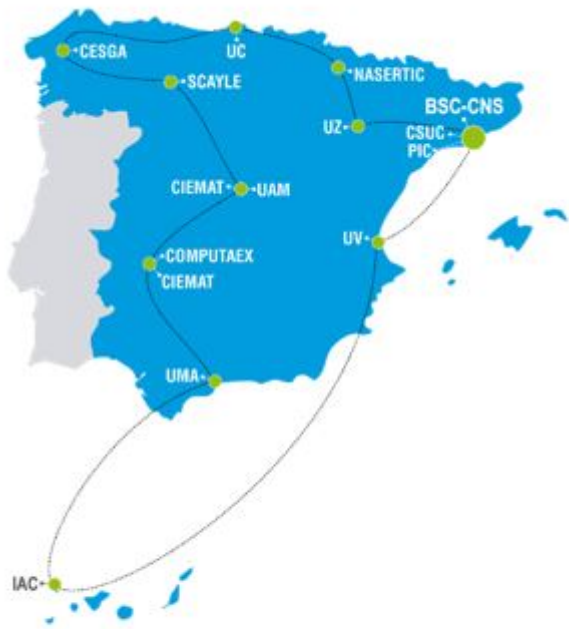 CESGA
UC
SCAYLE
NASERTIC
BSC-CNS
CSUC
PIC
UZ
CIEMAT
UAM
UV
COMPUTAEX
CIEMAT
UMA
IAC